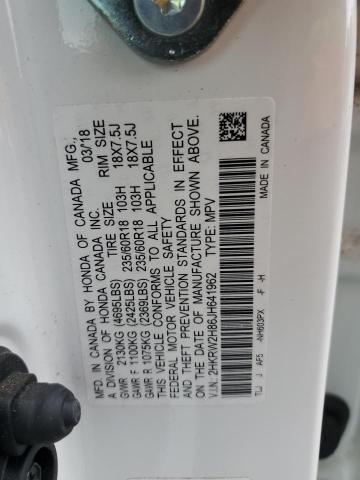 MFD. IN CANADA BY HONDA OF CANADA MFG.,
A DIVISION OF HONDA CANADA INC. 03/18
TIRE SIZE RIM SIZE
GVWR 2130KG (4695LBS)
GAWR F 1100KG (2425LBS) 235/60R18 103H 18X7.5J
GAWR R 1075KG (2369LBS) 235/60R18 103H 18X7.5J
THIS VEHICLE CONFORMS TO ALL APPLICABLE
FEDERAL MOTOR VEHICLE SAFETY
AND THEFT PREVENTION STANDARDS IN EFFECT
ON THE DATE OF MANUFACTURE SHOWN ABOVE.
V.I.N. 2HKRW2H86JH641962 TYPE: MPV
TLJ J AF5 -NH603PX -F -H
MADE IN CANADA